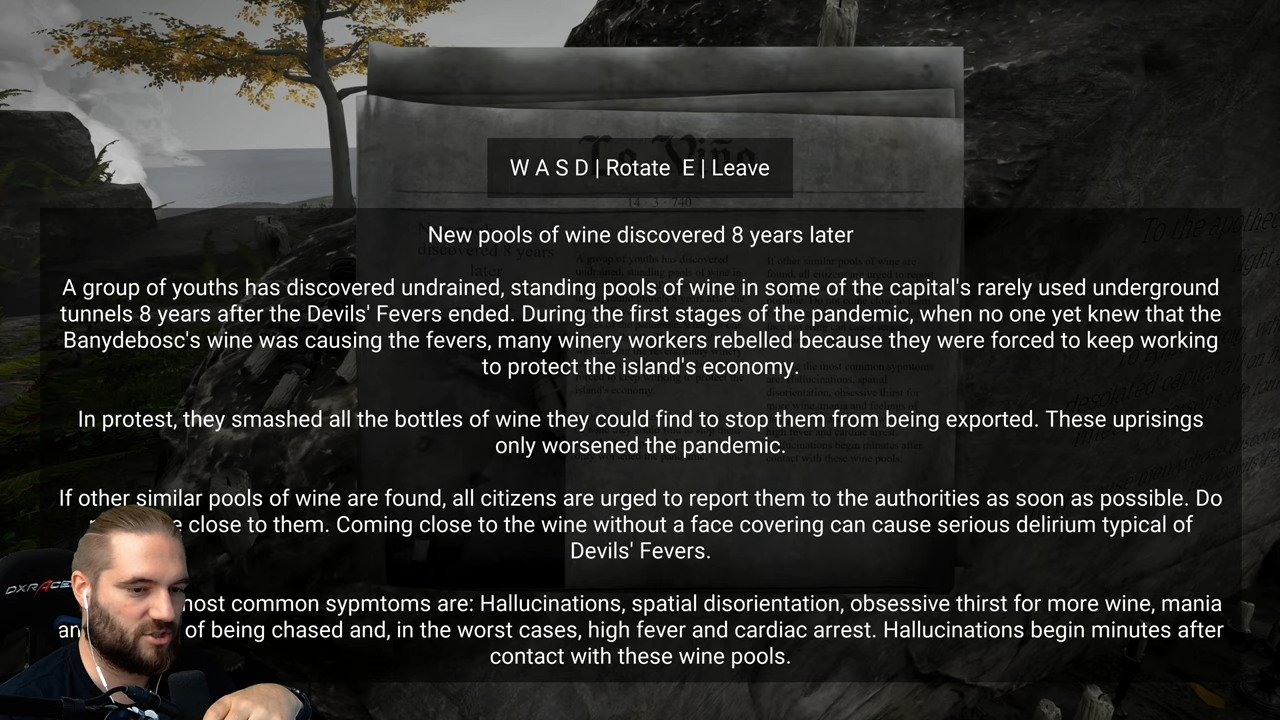 La Viña
W A S D | Rotate E | Leave
14 - 3 - 740
New pools of wine discovered 8 years later
A group of youths has discovered undrained, standing pools of wine in some of the capital's rarely used underground
tunnels 8 years after the Devils' Fevers ended. During the first stages of the pandemic, when no one yet knew that the
Banydebosc's wine was causing the fevers, many winery workers rebelled because they were forced to keep working
to protect the island's economy.
In protest, they smashed all the bottles of wine they could find to stop them from being exported. These uprisings
only worsened the pandemic.
If other similar pools of wine are found, all citizens are urged to report them to the authorities as soon as possible. Do
close to them. Coming close to the wine without a face covering can cause serious delirium typical of
Devils' Fevers.
most common sypmtoms are: Hallucinations, spatial disorientation, obsessive thirst for more wine, mania
of being chased and, in the worst cases, high fever and cardiac arrest. Hallucinations begin minutes after
contact with these wine pools.
To the apothec
DXRACE